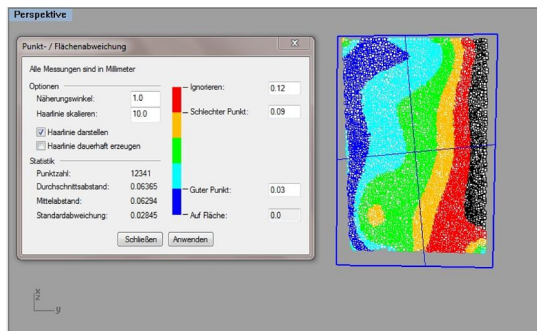 Perspektive
Punkt- / Flächenabweichung
Alle Messungen sind in Millimeter
Optionen
Näherungswinkel: 1.0
Haarlinie skalieren: 10.0
Haarlinie darstellen
Haarlinie dauerhaft erzeugen
Statistik
Punktzahl: 12341
Durchschnittsabstand: 0.06365
Mittelabstand: 0.06294
Standardabweichung: 0.02845
Ignorieren: 0.12
Schlechter Punkt: 0.09
Guter Punkt: 0.03
Auf Fläche: 0.0
Schließen Anwenden
x
z
y